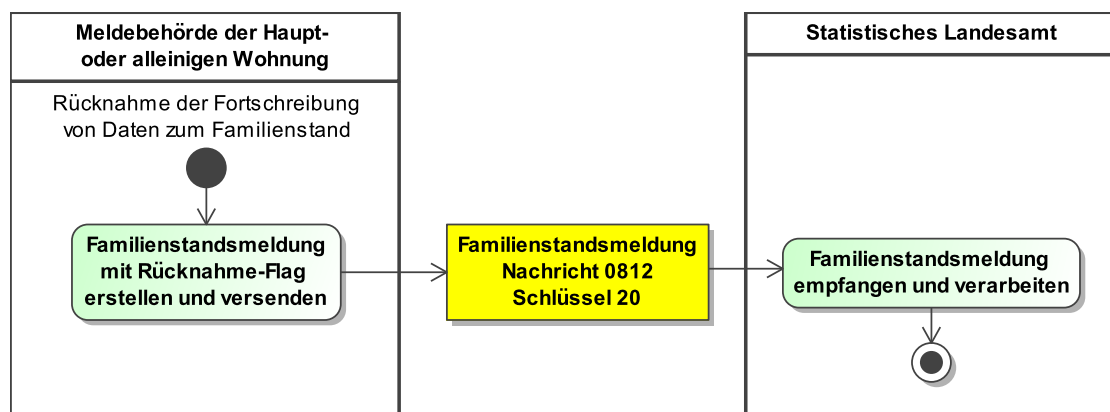 Meldebehörde der Haupt-
oder alleinigen Wohnung
Rücknahme der Fortschreibung
von Daten zum Familienstand
Familienstandsmeldung
mit Rücknahme-Flag
erstellen und versenden
Familienstandsmeldung
Nachricht 0812
Schlüssel 20
Statistisches Landesamt
Familienstandsmeldung
empfangen und verarbeiten